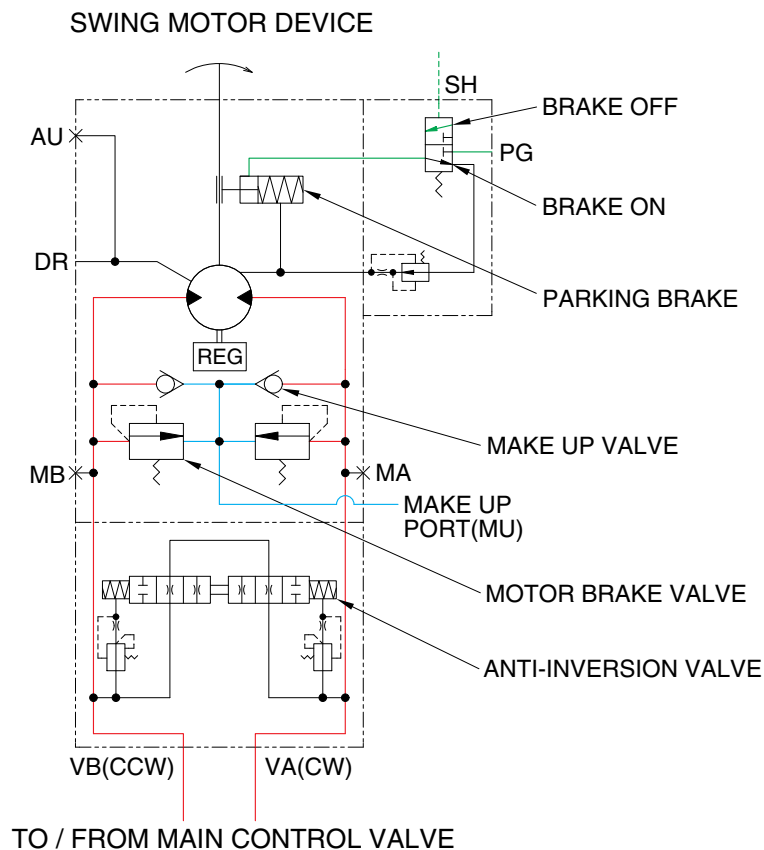 SWING MOTOR DEVICE
SH
BRAKE OFF
AU
PG
BRAKE ON
DR
PARKING BRAKE
REG
MAKE UP VALVE
MB
MA
MAKE UP
PORT(MU)
MOTOR BRAKE VALVE
ANTI-INVERSION VALVE
VB(CCW)
VA(CW)
TO / FROM MAIN CONTROL VALVE